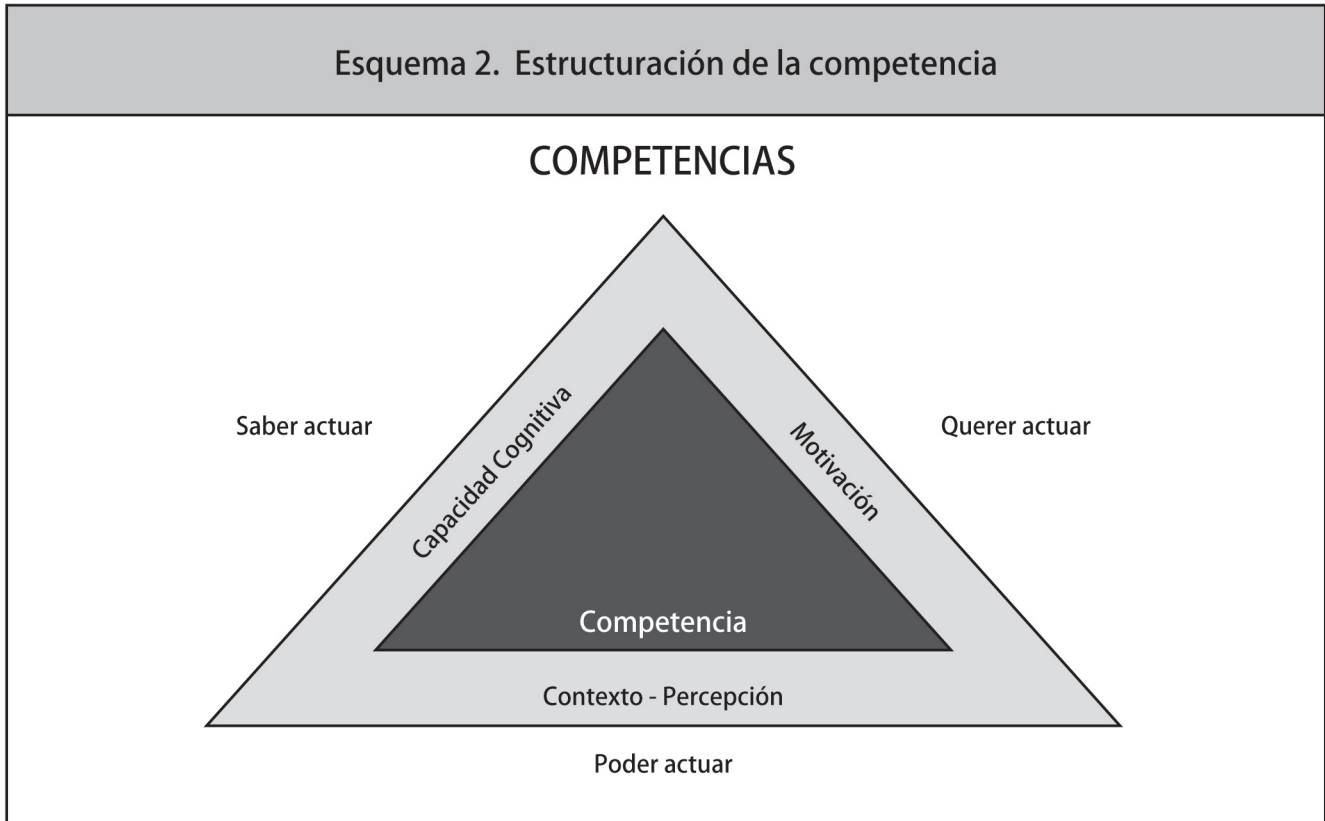 Esquema 2. Estructuración de la competencia
COMPETENCIAS
Saber actuar
Capacidad Cognitiva
Motivación
Querer actuar
Competencia
Contexto - Percepción
Poder actuar